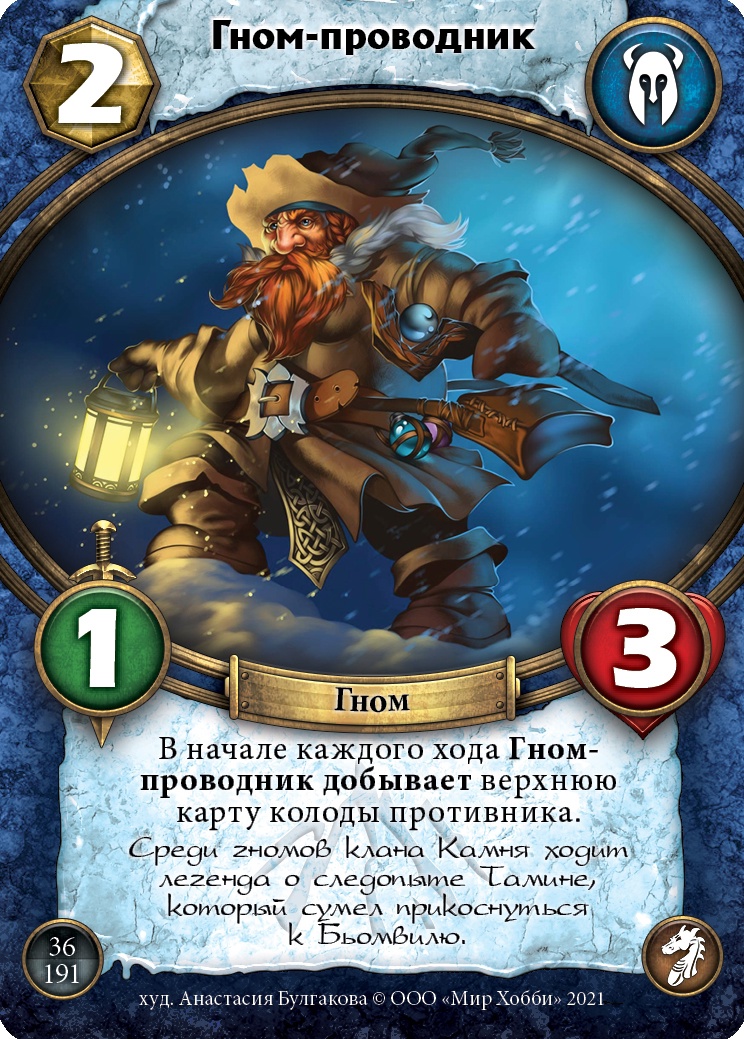 Гном-проводник
2
1
3
Гном
В начале каждого хода Гном-
проводник добывает верхнюю
карту колоды противника.
Среди гномов клана Камня ходит
легенда о следопыте Тамине,
который сумел прикоснуться
к Бьомвилю.
36
191
худ. Анастасия Булгакова © ООО «Мир Хобби» 2021